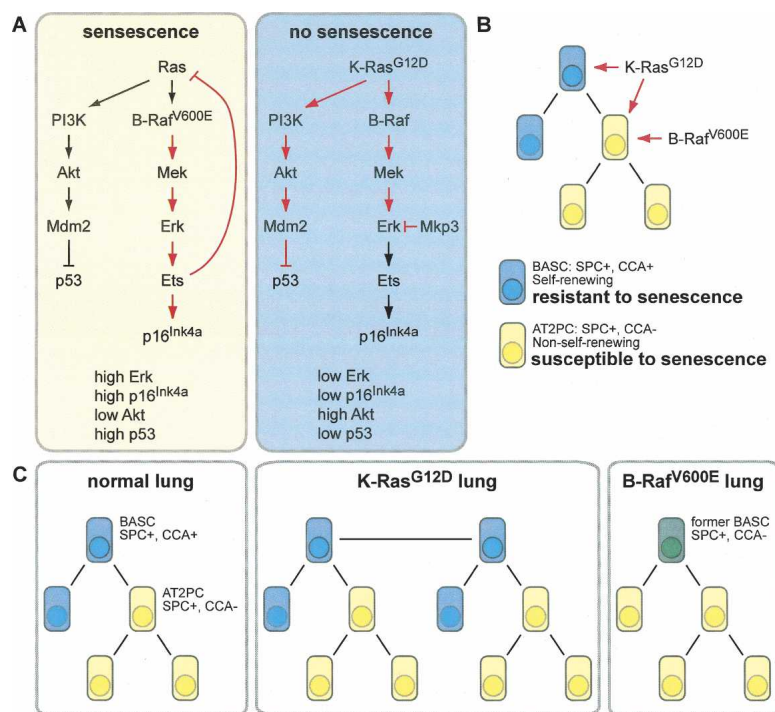 A
sensescence
Ras
PI3K
B-Raf^V600E
Akt
Mek
Mdm2
Erk
p53
Ets
p16^Ink4a
high Erk
high p16^Ink4a
low Akt
high p53
no sensescence
K-Ras^G12D
PI3K
B-Raf
Akt
Mek
Mdm2
Erk
Mkp3
p53
Ets
p16^Ink4a
low Erk
low p16^Ink4a
high Akt
low p53
B
K-Ras^G12D
B-Raf^V600E
BASC: SPC+, CCA+
Self-renewing
resistant to senescence
AT2PC: SPC+, CCA-
Non-self-renewing
susceptible to senescence
C
normal lung
BASC
SPC+, CCA+
AT2PC
SPC+, CCA-
K-Ras^G12D lung
B-Raf^V600E lung
former BASC
SPC+, CCA-